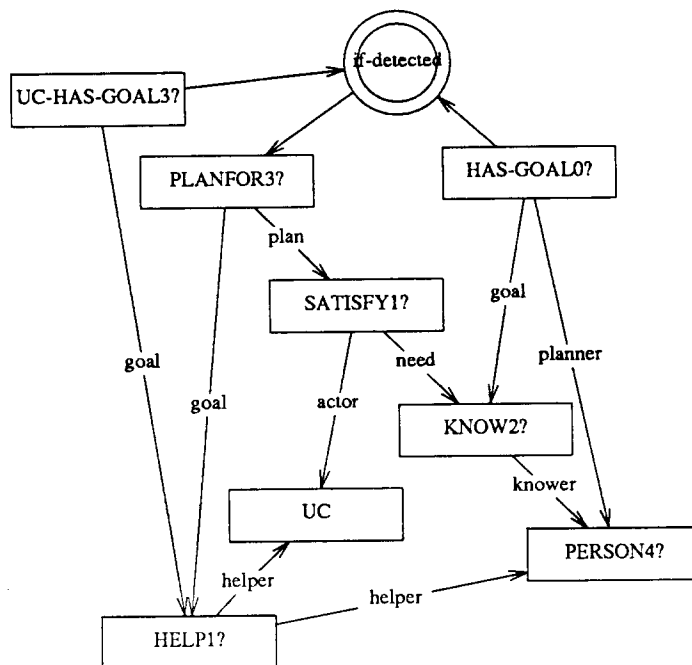 if-detected
UC-HAS-GOAL3?
PLANFOR3?
HAS-GOAL0?
plan
SATISFY1?
goal
goal
goal
need
planner
actor
KNOW2?
knower
UC
PERSON4?
helper
helper
HELP1?